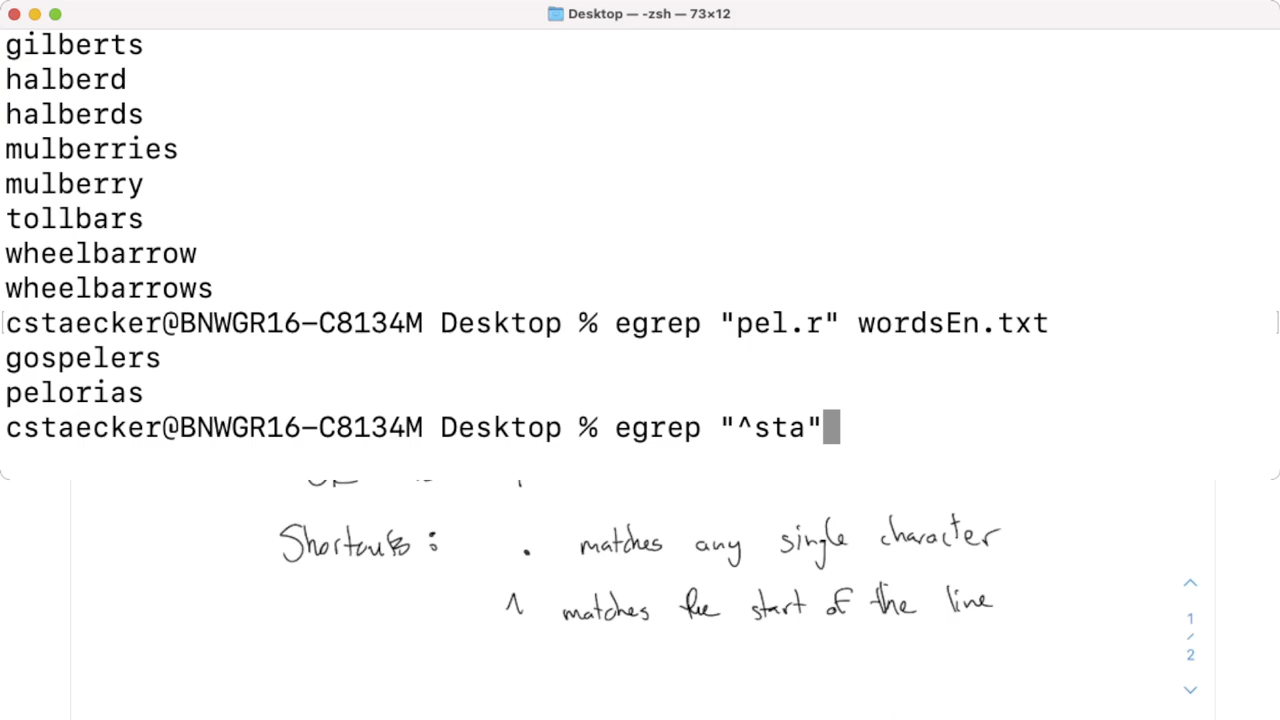 Desktop — -zsh — 73×12
gilberts
halberd
halberds
mulberries
mulberry
tollbars
wheelbarrow
wheelbarrows
cstaecker@BNWGR16-C8134M Desktop % egrep "pel.r" wordsEn.txt
gospelers
pelorias
cstaecker@BNWGR16-C8134M Desktop % egrep "^sta"
Shortcuts : . matches any single character
^ matches the start of the line
1
/
2